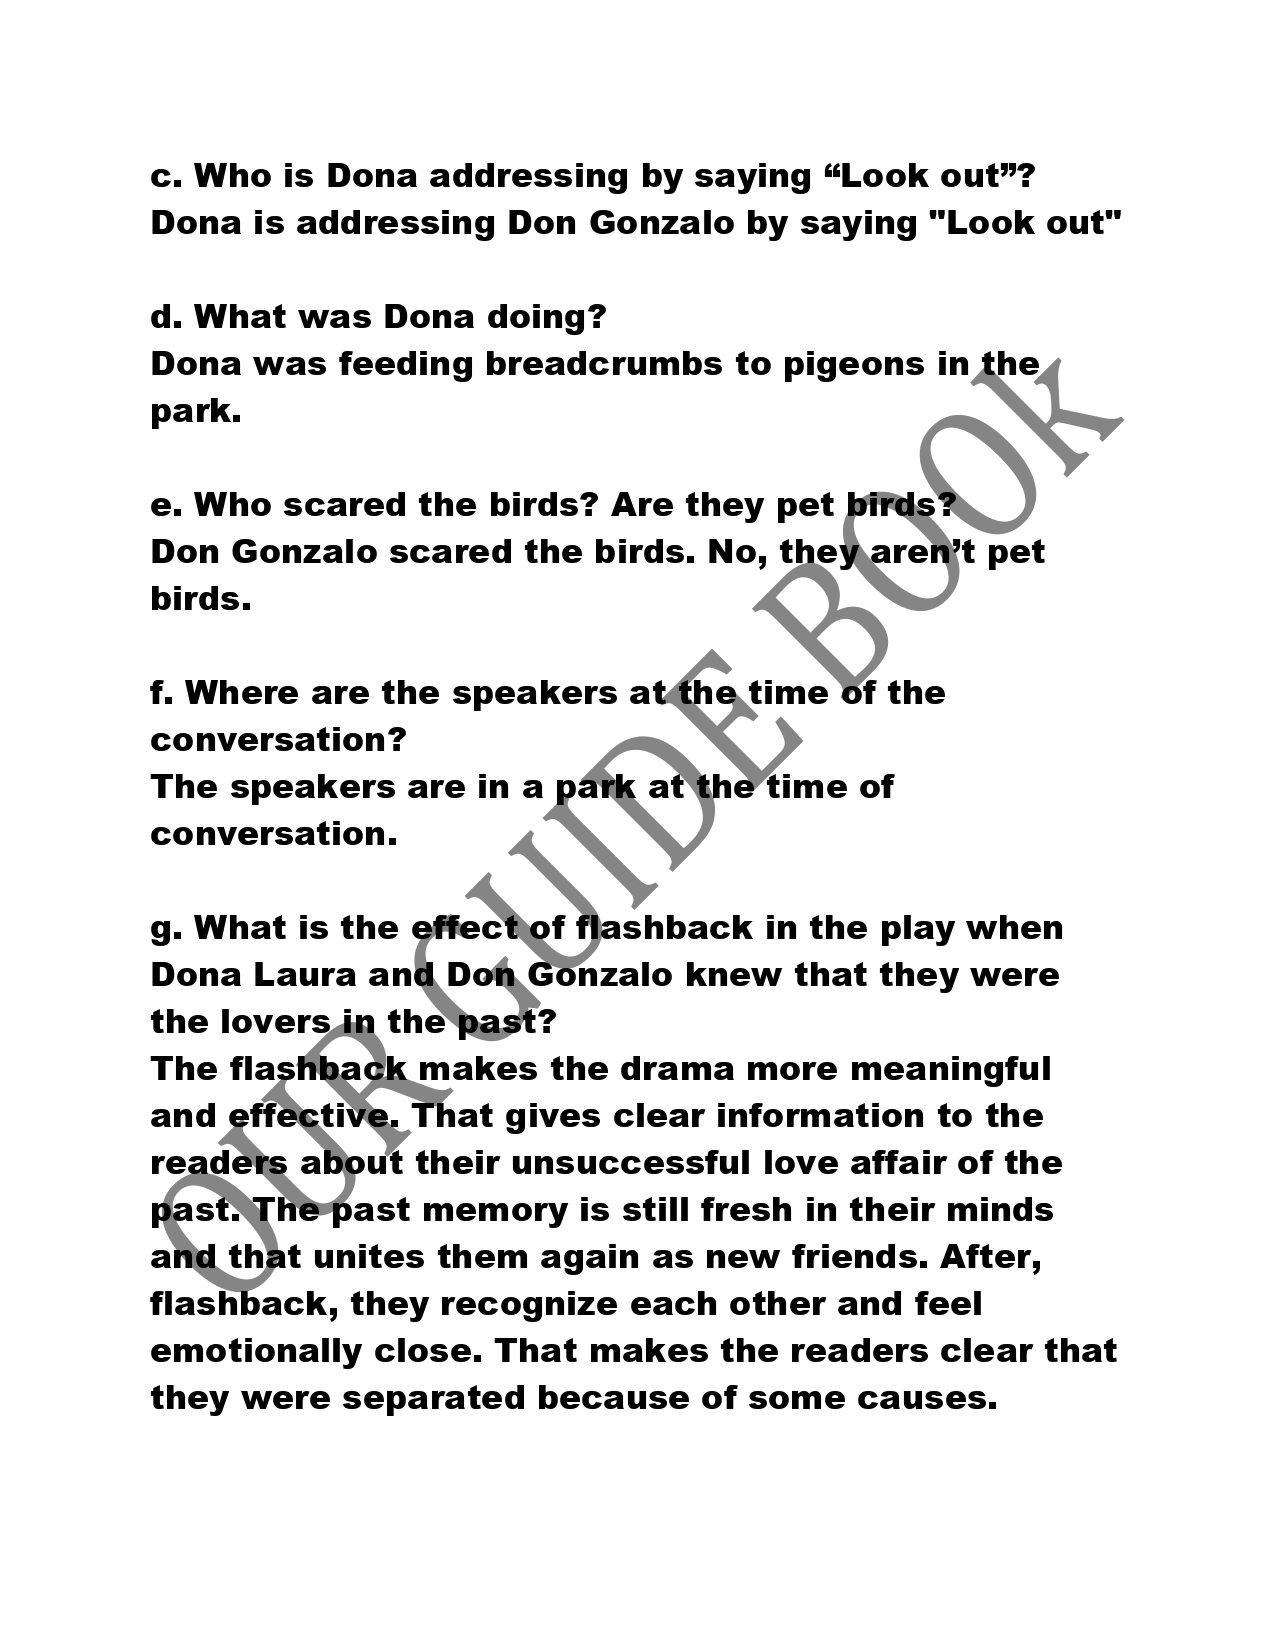 c. Who is Dona addressing by saying “Look out”?
Dona is addressing Don Gonzalo by saying "Look out"
d. What was Dona doing?
Dona was feeding breadcrumbs to pigeons in the
park.
e. Who scared the birds? Are they pet birds?
Don Gonzalo scared the birds. No, they aren’t pet
birds.
f. Where are the speakers at the time of the
conversation?
The speakers are in a park at the time of
conversation.
g. What is the effect of flashback in the play when
Dona Laura and Don Gonzalo knew that they were
the lovers in the past?
The flashback makes the drama more meaningful
and effective. That gives clear information to the
readers about their unsuccessful love affair of the
past. The past memory is still fresh in their minds
and that unites them again as new friends. After,
flashback, they recognize each other and feel
emotionally close. That makes the readers clear that
they were separated because of some causes.
OUR GUIDE BOOk